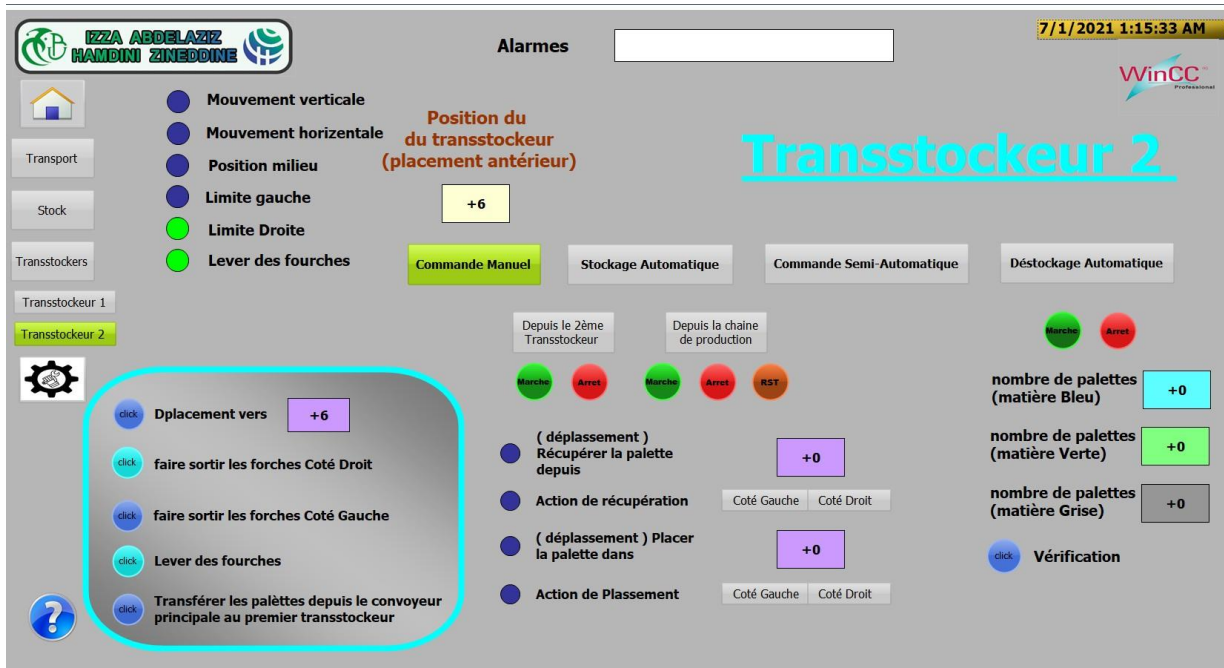 IZZA ABDELAZIZ
HAMDINI ZINEDDINE
Alarmes
7/1/2021 1:15:33 AM
WinCC
Professional
Transport
Stock
Transstockers
Transstockeur 1
Transstockeur 2
Mouvement verticale
Mouvement horizentale
Position milieu
Limite gauche
Limite Droite
Lever des fourches
Position du
du transstockeur
(placement antérieur)
+6
Transstockeur 2
Commande Manuel
Stockage Automatique
Commande Semi-Automatique
Déstockage Automatique
Depuis le 2ème
Transstockeur
Depuis la chaine
de production
Marche
Arret
Marche
Arret
RST
Marche
Arret
click
Dplacement vers
+6
click
faire sortir les forches Coté Droit
click
faire sortir les forches Coté Gauche
click
Lever des fourches
click
Transférer les palèttes depuis le convoyeur
principale au premier transstockeur
( déplassement )
Récupérer la palette
depuis
+0
Action de récupération
Coté Gauche
Coté Droit
( déplassement ) Placer
la palette dans
+0
Action de Plassement
Coté Gauche
Coté Droit
nombre de palettes
(matière Bleu)
+0
nombre de palettes
(matière Verte)
+0
nombre de palettes
(matière Grise)
+0
click
Vérification
?